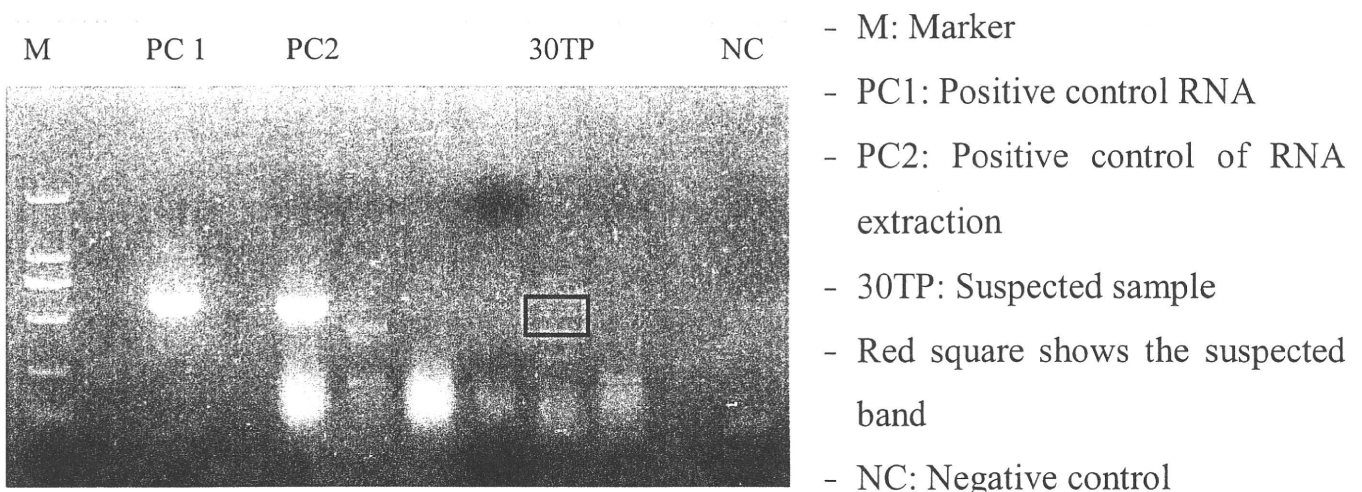 M PC 1 PC2 30TP NC
- M: Marker
- PC1: Positive control RNA
- PC2: Positive control of RNA
extraction
- 30TP: Suspected sample
- Red square shows the suspected
band
- NC: Negative control